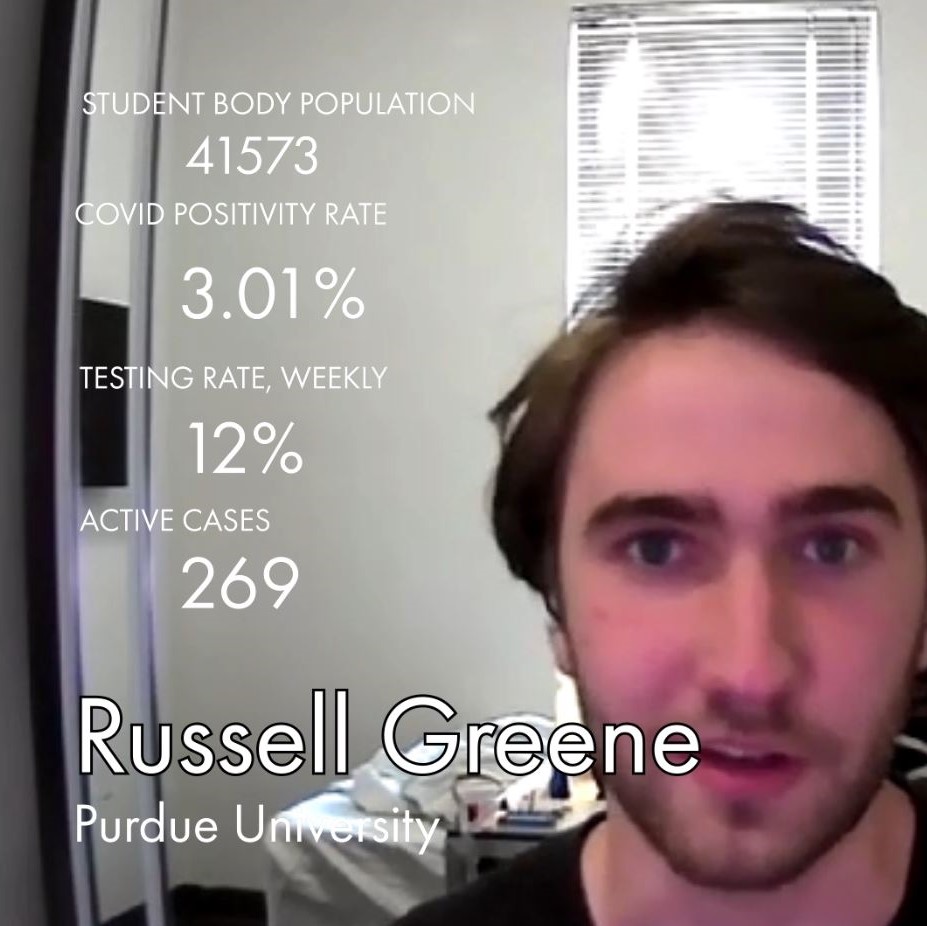 STUDENT BODY POPULATION
41573
COVID POSITIVITY RATE
3.01%
TESTING RATE, WEEKLY
12%
ACTIVE CASES
269
Russell Greene
Purdue University